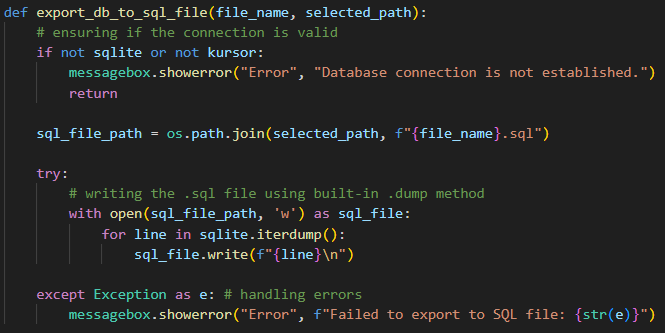 def export_db_to_sql_file(file_name, selected_path):
    # ensuring if the connection is valid
    if not sqlite or not kursor:
        messagebox.showerror("Error", "Database connection is not established.")
        return

    sql_file_path = os.path.join(selected_path, f"{file_name}.sql")

    try:
        # writing the .sql file using built-in .dump method
        with open(sql_file_path, 'w') as sql_file:
            for line in sqlite.iterdump():
                sql_file.write(f"{line}\n")

    except Exception as e: # handling errors
        messagebox.showerror("Error", f"Failed to export to SQL file: {str(e)}")